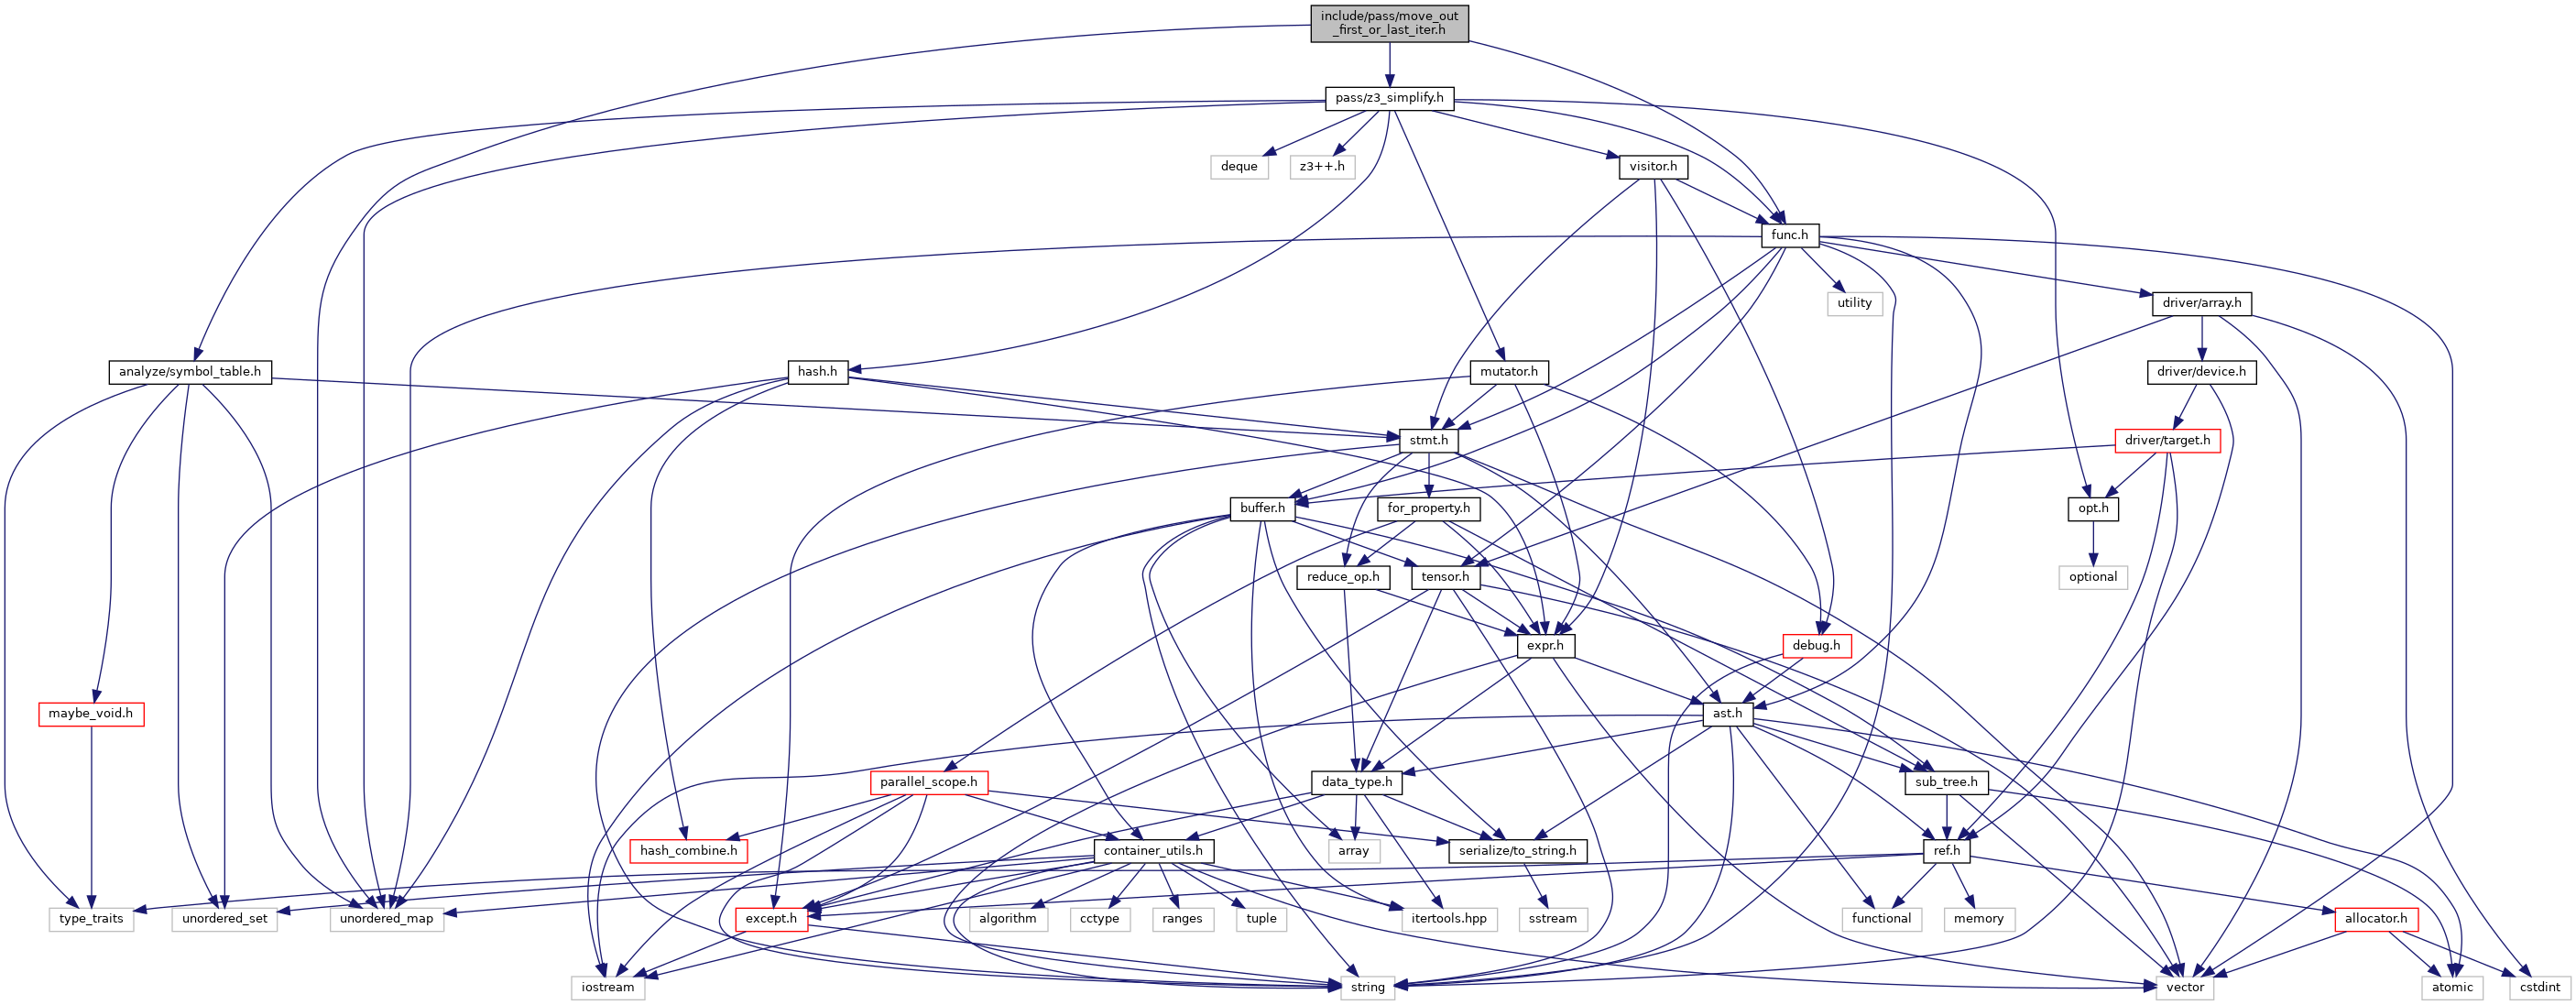 include/pass/move_out
_first_or_last_iter.h
pass/z3_simplify.h
deque
z3++.h
visitor.h
func.h
utility
driver/array.h
analyze/symbol_table.h
hash.h
mutator.h
driver/device.h
stmt.h
driver/target.h
buffer.h
for_property.h
opt.h
reduce_op.h
tensor.h
optional
expr.h
debug.h
maybe_void.h
ast.h
parallel_scope.h
data_type.h
sub_tree.h
hash_combine.h
container_utils.h
array
serialize/to_string.h
ref.h
type_traits
unordered_set
unordered_map
except.h
algorithm
cctype
ranges
tuple
itertools.hpp
sstream
functional
memory
allocator.h
iostream
string
vector
atomic
cstdint